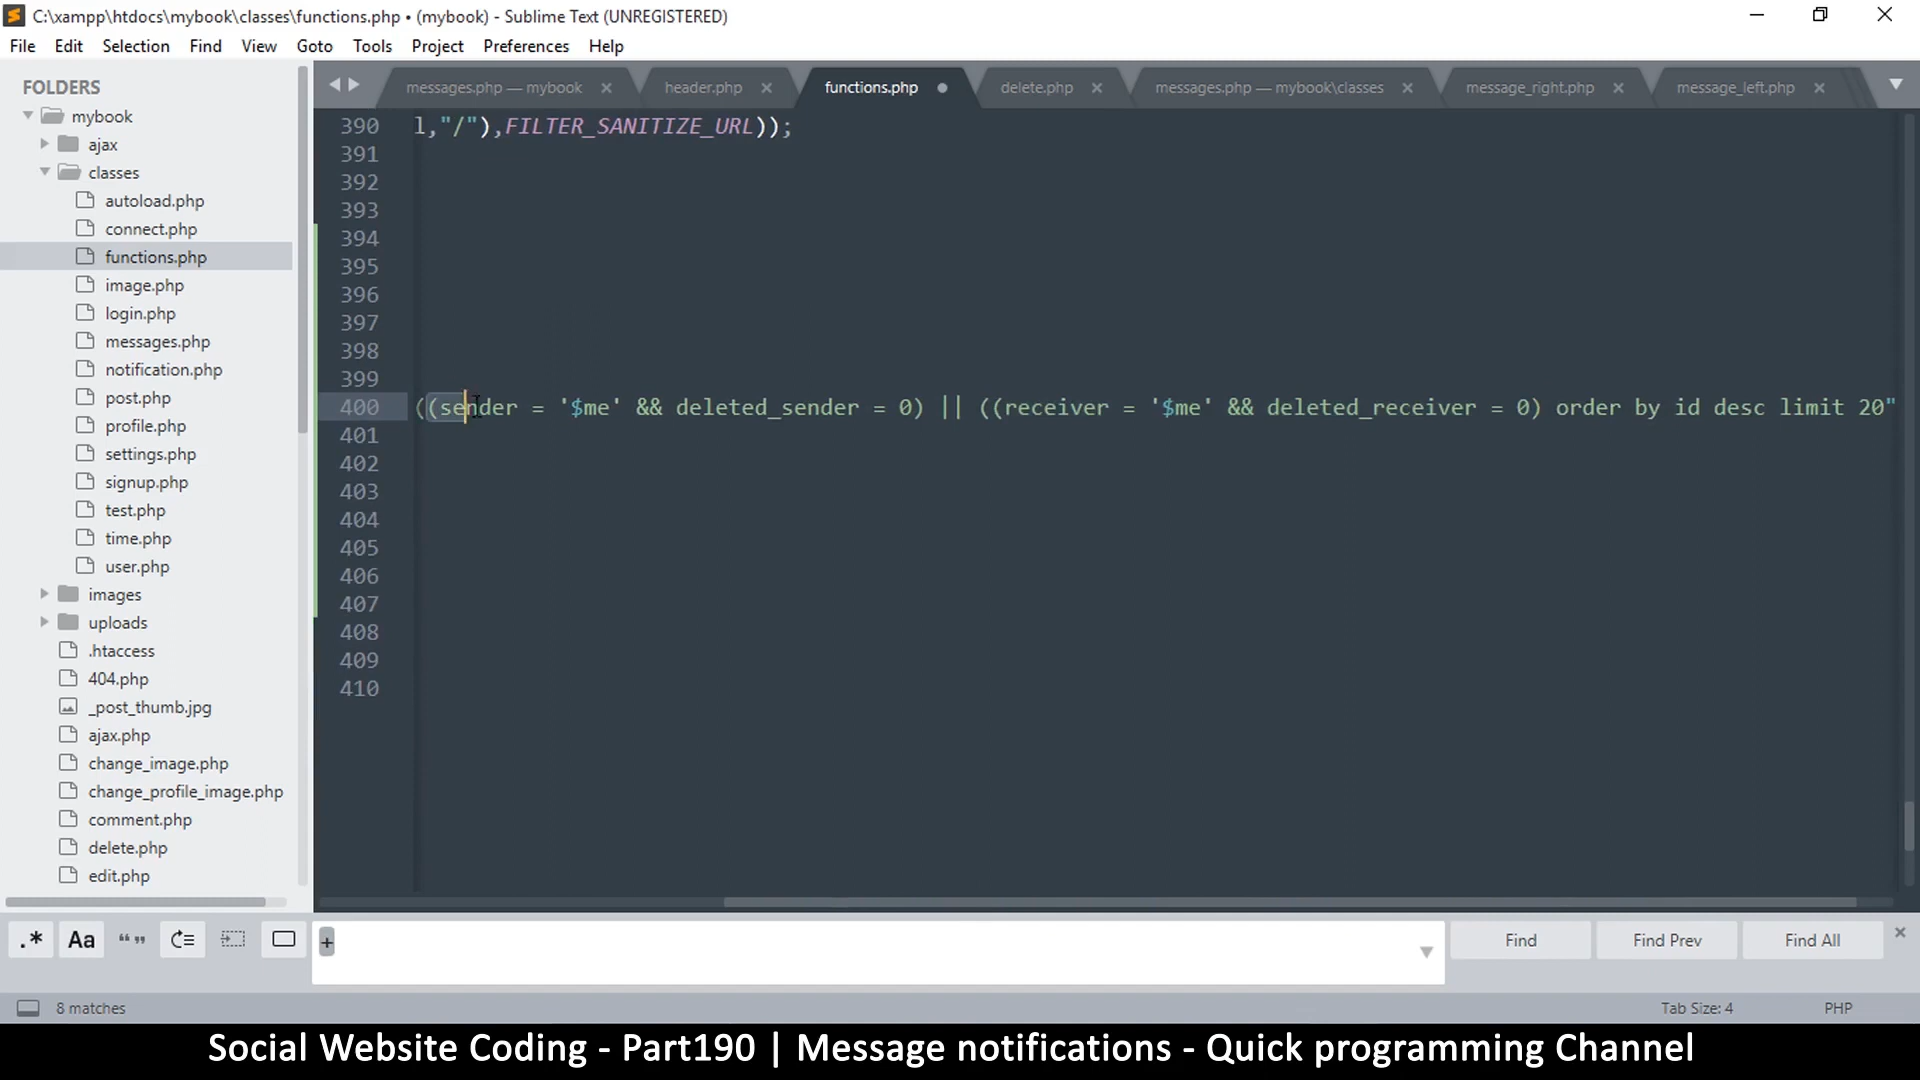 C:\xampp\htdocs\mybook\classes\functions.php • (mybook) - Sublime Text (UNREGISTERED)
File Edit Selection Find View Goto Tools Project Preferences Help
FOLDERS
mybook
ajax
classes
autoload.php
connect.php
functions.php
image.php
login.php
messages.php
notification.php
post.php
profile.php
settings.php
signup.php
test.php
time.php
user.php
images
uploads
.htaccess
404.php
_post_thumb.jpg
ajax.php
change_image.php
change_profile_image.php
comment.php
delete.php
edit.php
messages.php — mybook header.php functions.php delete.php messages.php — mybook\classes message_right.php message_left.php
390 l,"/"),FILTER_SANITIZE_URL));
391
392
393
394
395
396
397
398
399
400 ((sender = '$me' && deleted_sender = 0) || ((receiver = '$me' && deleted_receiver = 0) order by id desc limit 20"
401
402
403
404
405
406
407
408
409
410
.* Aa “” +
Find Find Prev Find All
8 matches Tab Size: 4 PHP
Social Website Coding - Part190 | Message notifications - Quick programming Channel